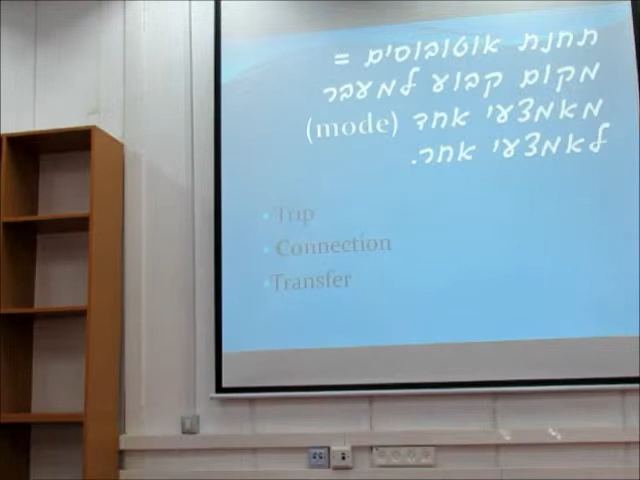 תחנת אוטובוסים =
מקום קבוע למעבר
מאמצעי אחד (mode)
לאמצעי אחר.
• Trip
• Connection
• Transfer